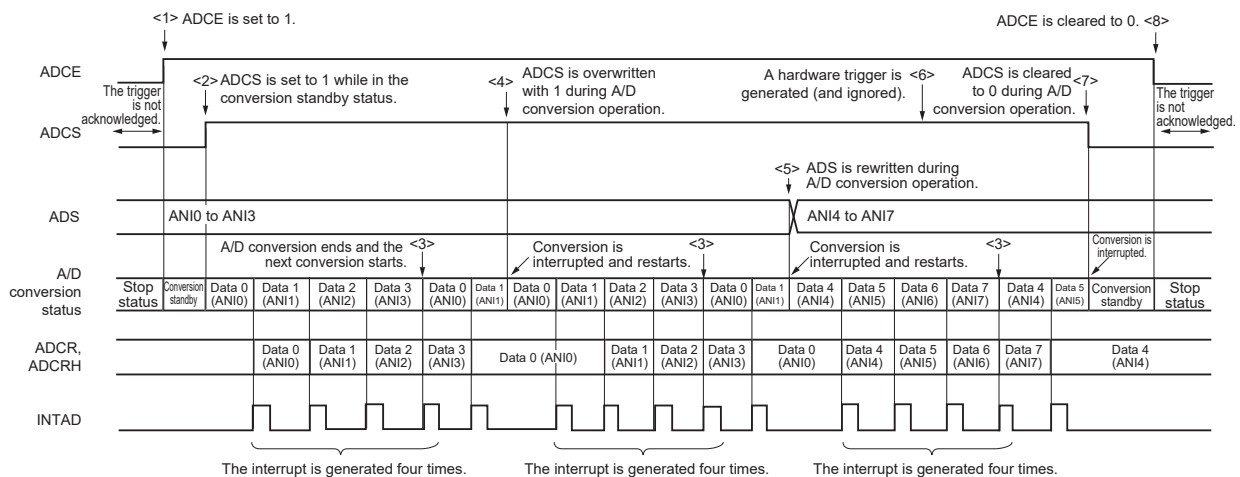 <1> ADCE is set to 1.
ADCE is cleared to 0. <8>
ADCE
The trigger
is not
acknowledged.
<2> ADCS is set to 1 while in the
conversion standby status.
<4> ADCS is overwritten
with 1 during A/D
conversion operation.
A hardware trigger is <6>
generated (and ignored).
ADCS is cleared <7>
to 0 during A/D
conversion operation.
The trigger
is not
acknowledged.
ADCS
<5> ADS is rewritten during
A/D conversion operation.
ADS
ANI0 to ANI3
ANI4 to ANI7
A/D conversion ends and the <3>
next conversion starts.
Conversion is
interrupted and restarts.
<3>
Conversion is
interrupted and restarts.
<3>
Conversion is
interrupted.
A/D
conversion
status
Stop
status
Conversion
standby
Data 0
(ANI0)
Data 1
(ANI1)
Data 2
(ANI2)
Data 3
(ANI3)
Data 0
(ANI0)
Data 1
(ANI1)
Data 0
(ANI0)
Data 1
(ANI1)
Data 2
(ANI2)
Data 3
(ANI3)
Data 0
(ANI0)
Data 1
(ANI1)
Data 4
(ANI4)
Data 5
(ANI5)
Data 6
(ANI6)
Data 7
(ANI7)
Data 4
(ANI4)
Data 5
(ANI5)
Conversion
standby
Stop
status
ADCR,
ADCRH
Data 0
(ANI0)
Data 1
(ANI1)
Data 2
(ANI2)
Data 3
(ANI3)
Data 0 (ANI0)
Data 1
(ANI1)
Data 2
(ANI2)
Data 3
(ANI3)
Data 0
(ANI0)
Data 4
(ANI4)
Data 5
(ANI5)
Data 6
(ANI6)
Data 7
(ANI7)
Data 4
(ANI4)
INTAD
The interrupt is generated four times.
The interrupt is generated four times.
The interrupt is generated four times.